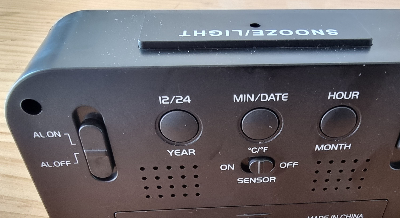 SNOOZE/LIGHT
12/24 MIN/DATE HOUR
AL.ON
AL.OFF
YEAR °C/°F MONTH
ON OFF
SENSOR
MADE IN CHINA